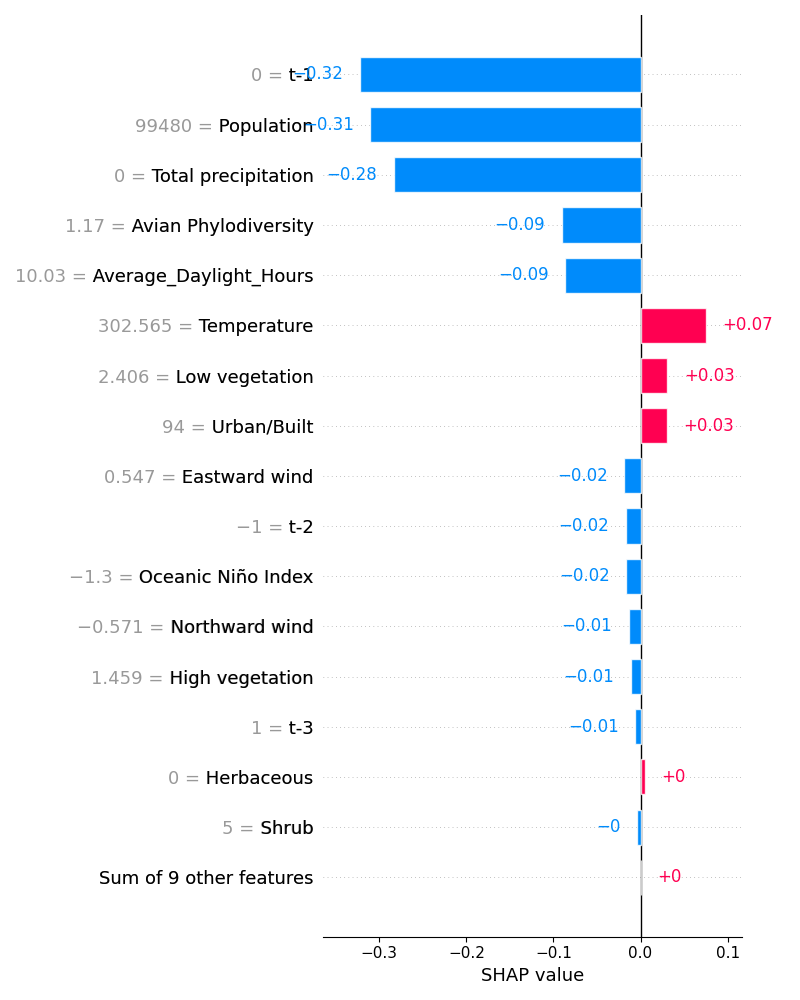 0 = t-1 −0.32
99480 = Population −0.31
0 = Total precipitation −0.28
1.17 = Avian Phylodiversity −0.09
10.03 = Average_Daylight_Hours −0.09
302.565 = Temperature +0.07
2.406 = Low vegetation +0.03
94 = Urban/Built +0.03
0.547 = Eastward wind −0.02
−1 = t-2 −0.02
−1.3 = Oceanic Niño Index −0.02
−0.571 = Northward wind −0.01
1.459 = High vegetation −0.01
1 = t-3 −0.01
0 = Herbaceous +0
5 = Shrub −0
Sum of 9 other features +0
−0.3 −0.2 −0.1 0.0 0.1
SHAP value